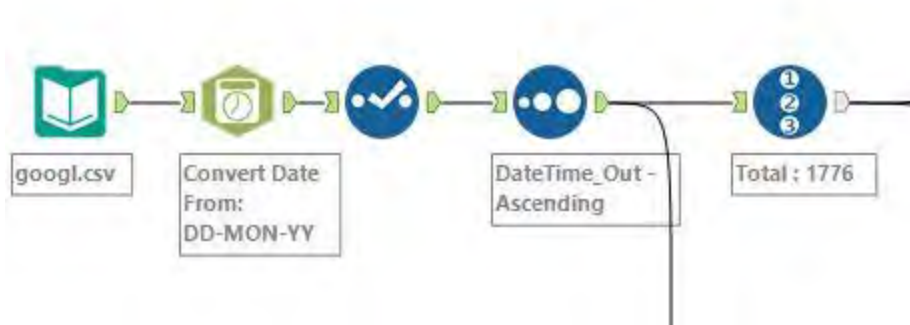 googl.csv
Convert Date
From:
DD-MON-YY
DateTime_Out -
Ascending
1
2
3
Total : 1776